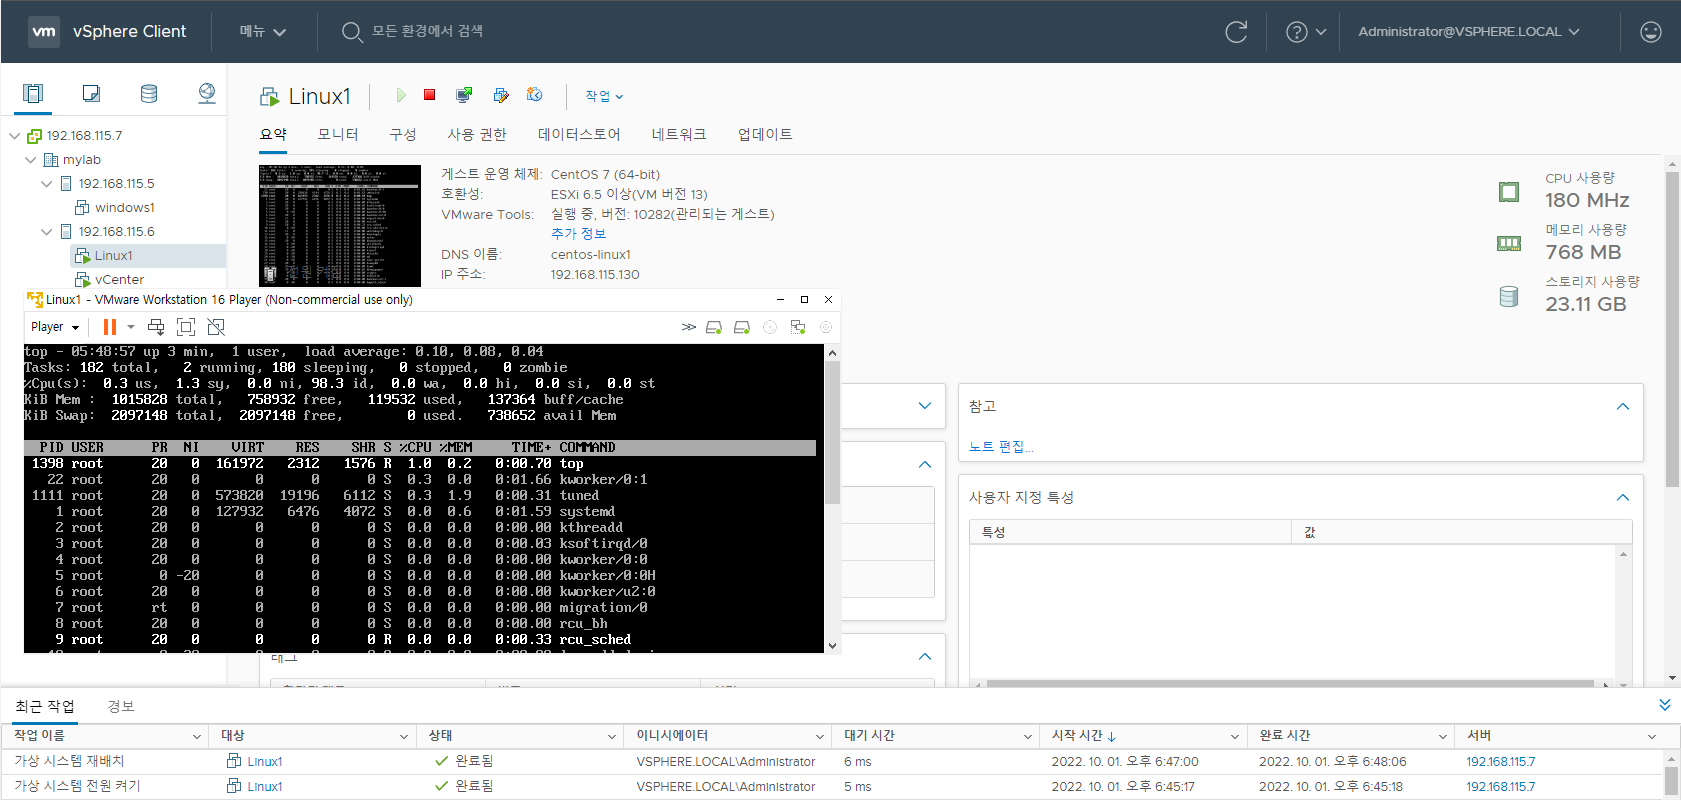 vm vSphere Client 메뉴 모든 환경에서 검색 Administrator@VSPHERE.LOCAL
192.168.115.7
mylab
192.168.115.5
windows1
192.168.115.6
Linux1
vCenter
Linux1 작업
요약 모니터 구성 사용 권한 데이터스토어 네트워크 업데이트
전원 켜짐
게스트 운영 체제: CentOS 7 (64-bit)
호환성: ESXi 6.5 이상(VM 버전 13)
VMware Tools: 실행 중, 버전: 10282(관리되는 게스트)
추가 정보
DNS 이름: centos-linux1
IP 주소: 192.168.115.130
CPU 사용량
180 MHz
메모리 사용량
768 MB
스토리지 사용량
23.11 GB
Linux1 - VMware Workstation 16 Player (Non-commercial use only)
Player
top - 05:48:57 up 3 min, 1 user, load average: 0.10, 0.08, 0.04
Tasks: 182 total, 2 running, 180 sleeping, 0 stopped, 0 zombie
%Cpu(s): 0.3 us, 1.3 sy, 0.0 ni, 98.3 id, 0.0 wa, 0.0 hi, 0.0 si, 0.0 st
KiB Mem : 1015828 total, 758932 free, 119532 used, 137364 buff/cache
KiB Swap: 2097148 total, 2097148 free, 0 used. 738652 avail Mem
PID USER PR NI VIRT RES SHR S %CPU %MEM TIME+ COMMAND
1398 root 20 0 161972 2312 1576 R 1.0 0.2 0:00.70 top
22 root 20 0 0 0 0 S 0.3 0.0 0:01.66 kworker/0:1
1111 root 20 0 573820 19196 6112 S 0.3 1.9 0:00.31 tuned
1 root 20 0 127932 6476 4072 S 0.0 0.6 0:01.59 systemd
2 root 20 0 0 0 0 S 0.0 0.0 0:00.00 kthreadd
3 root 20 0 0 0 0 S 0.0 0.0 0:00.03 ksoftirqd/0
4 root 20 0 0 0 0 S 0.0 0.0 0:00.00 kworker/0:0
5 root 0 -20 0 0 0 S 0.0 0.0 0:00.00 kworker/0:0H
6 root 20 0 0 0 0 S 0.0 0.0 0:00.00 kworker/u2:0
7 root rt 0 0 0 0 S 0.0 0.0 0:00.00 migration/0
8 root 20 0 0 0 0 S 0.0 0.0 0:00.00 rcu_bh
9 root 20 0 0 0 0 R 0.0 0.0 0:00.33 rcu_sched
참고
노트 편집...
사용자 지정 특성
특성 값
태그
최근 작업 경보
작업 이름 대상 상태 이니시에이터 대기 시간 시작 시간 완료 시간 서버
가상 시스템 재배치 Linux1 완료됨 VSPHERE.LOCAL\Administrator 6 ms 2022. 10. 01. 오후 6:47:00 2022. 10. 01. 오후 6:48:06 192.168.115.7
가상 시스템 전원 켜기 Linux1 완료됨 VSPHERE.LOCAL\Administrator 5 ms 2022. 10. 01. 오후 6:45:17 2022. 10. 01. 오후 6:45:18 192.168.115.7